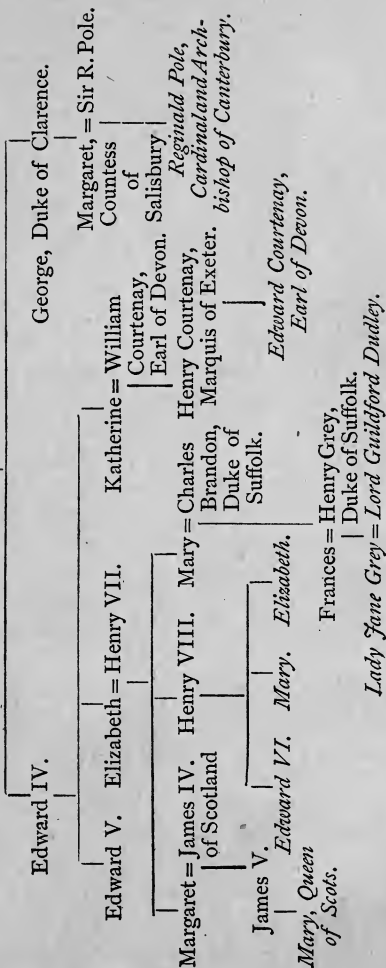 Edward IV.
George, Duke of Clarence.
Edward V.
Elizabeth = Henry VII.
Katherine = William
Courtenay,
Earl of Devon.
Margaret, = Sir R. Pole.
Countess
of
Salisbury
Margaret = James IV.
of Scotland
Henry VIII.
Mary = Charles
Brandon,
Duke of
Suffolk.
Henry Courtenay,
Marquis of Exeter.
Reginald Pole,
Cardinal and Arch-
bishop of Canterbury.
James V.
Edward VI.
Mary.
Elizabeth.
Frances = Henry Grey,
Duke of Suffolk.
Edward Courtenay,
Earl of Devon.
Mary, Queen
of Scots.
Lady Jane Grey = Lord Guildford Dudley.